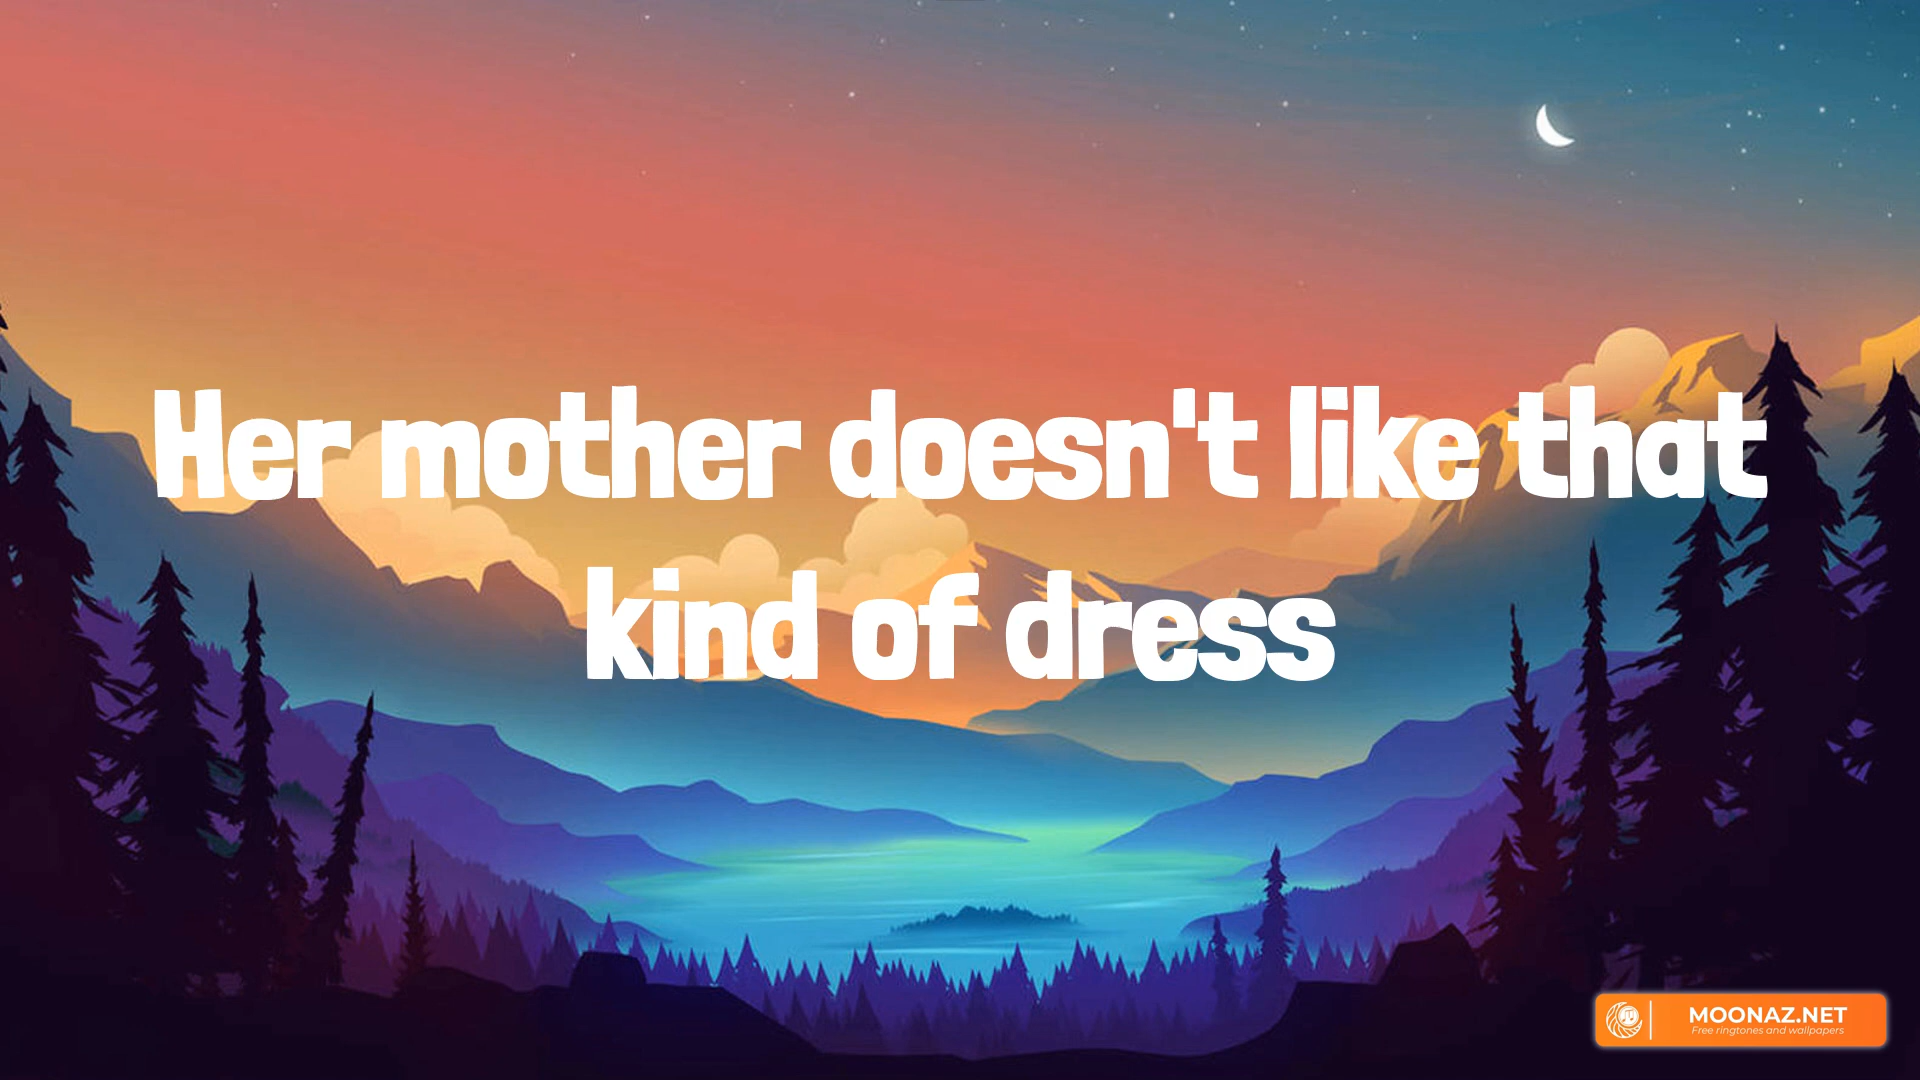 Her mother doesn't like that
kind of dress
MOONAZ.NET
Free ringtones and wallpapers